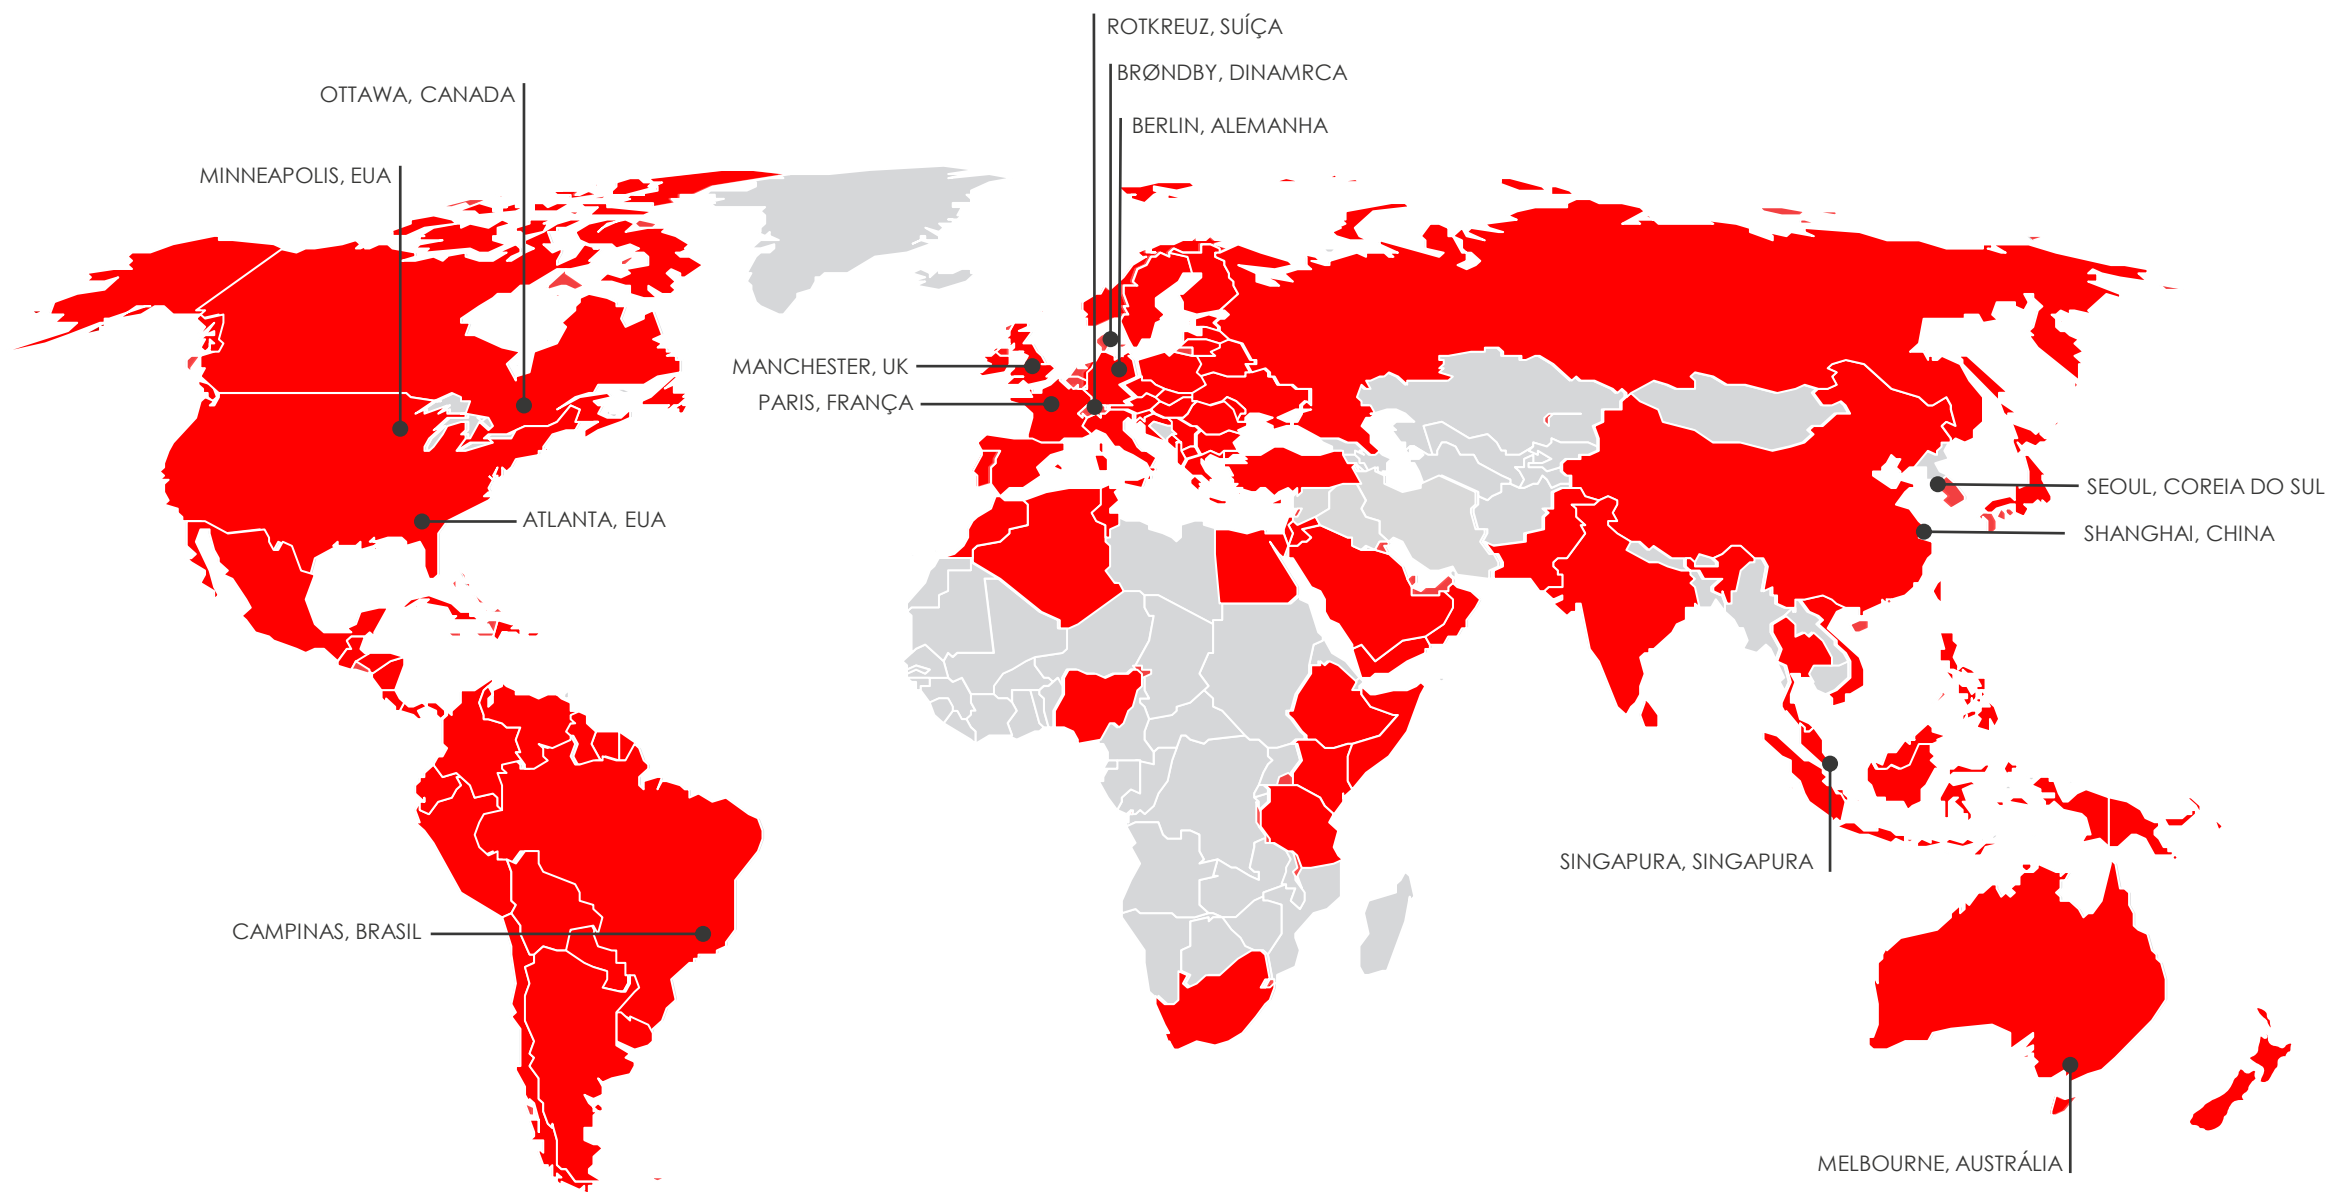 ROTKREUZ, SUÍÇA
BRØNDBY, DINAMRCA
OTTAWA, CANADA
BERLIN, ALEMANHA
MINNEAPOLIS, EUA
MANCHESTER, UK
PARIS, FRANÇA
SEOUL, COREIA DO SUL
ATLANTA, EUA
SHANGHAI, CHINA
SINGAPURA, SINGAPURA
CAMPINAS, BRASIL
MELBOURNE, AUSTRÁLIA